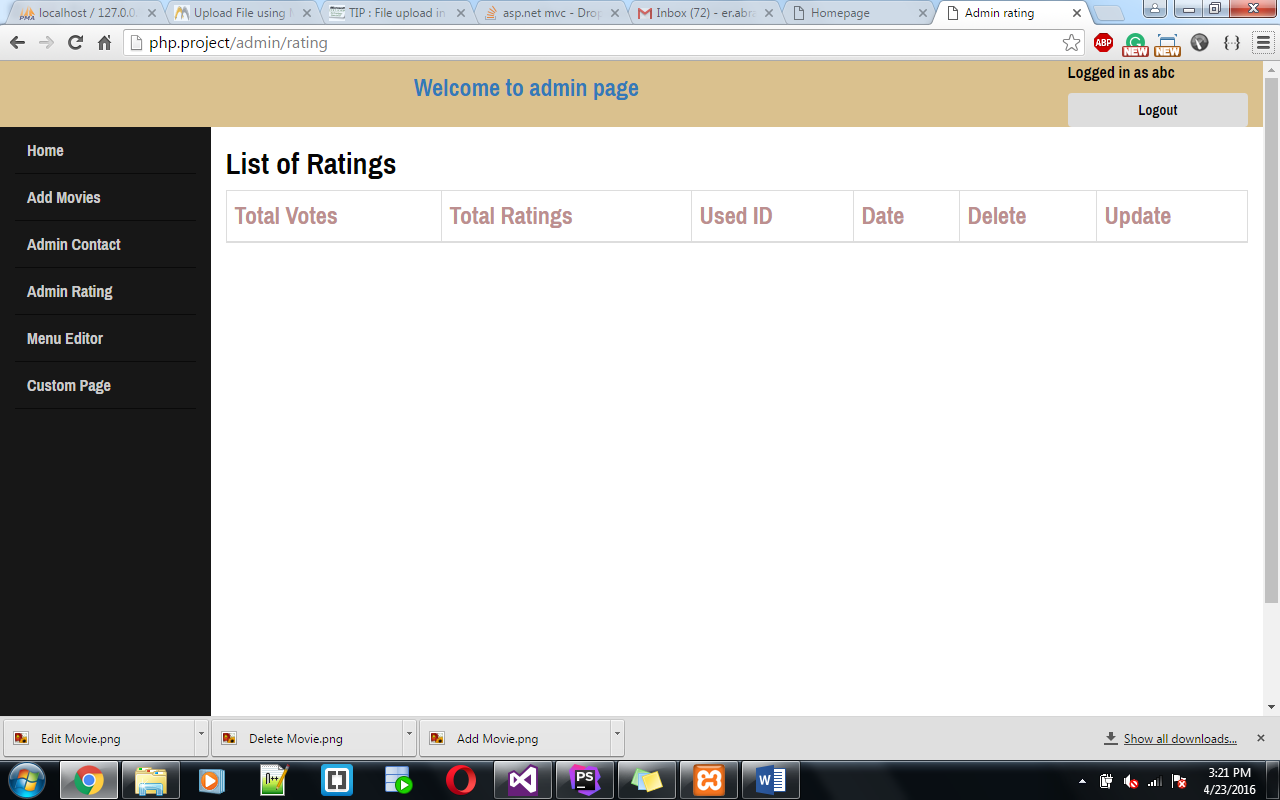 localhost / 127.0.0.
Upload File using M
TIP : File upload in
asp.net mvc - Drop
Inbox (72) - er.abra
Homepage
Admin rating
php.project/admin/rating
ABP
NEW
NEW
Welcome to admin page
Logged in as abc
Logout
Home
Add Movies
Admin Contact
Admin Rating
Menu Editor
Custom Page
List of Ratings
Total Votes
Total Ratings
Used ID
Date
Delete
Update
Edit Movie.png
Delete Movie.png
Add Movie.png
Show all downloads...
PS
3:21 PM
4/23/2016